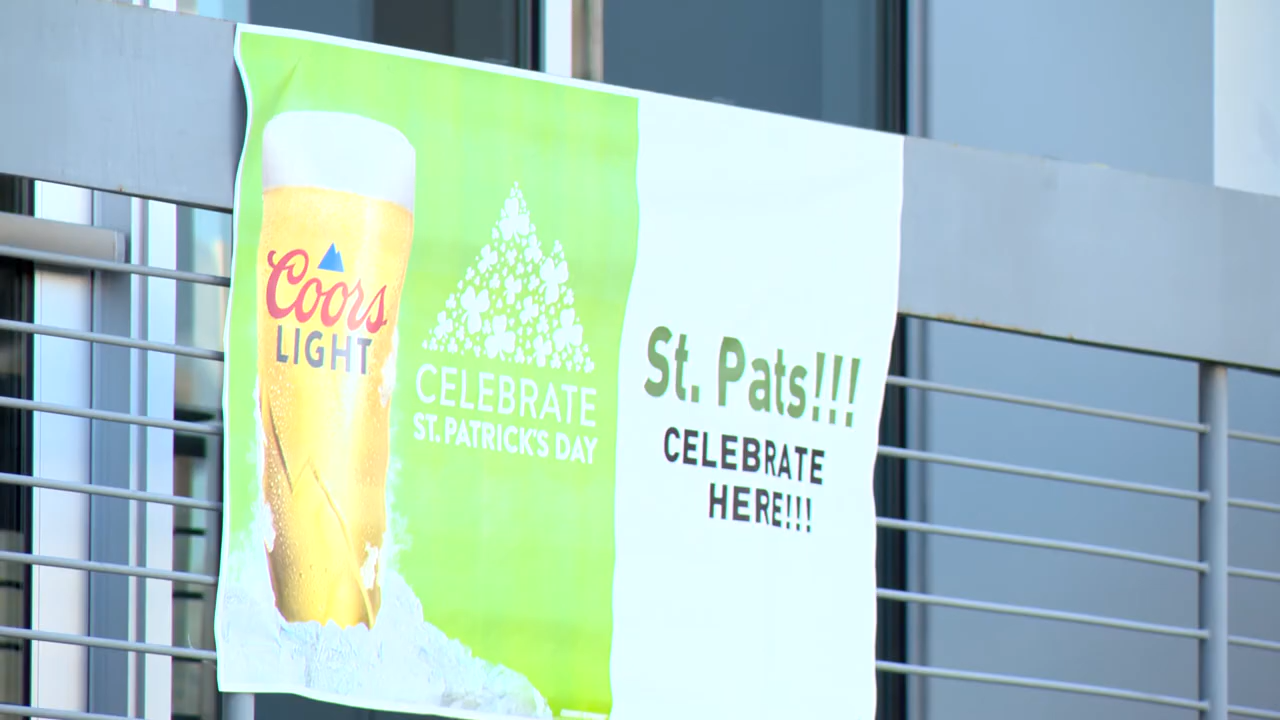 Coors
LIGHT
CELEBRATE
ST. PATRICK'S DAY
St. Pats!!!
CELEBRATE
HERE!!!